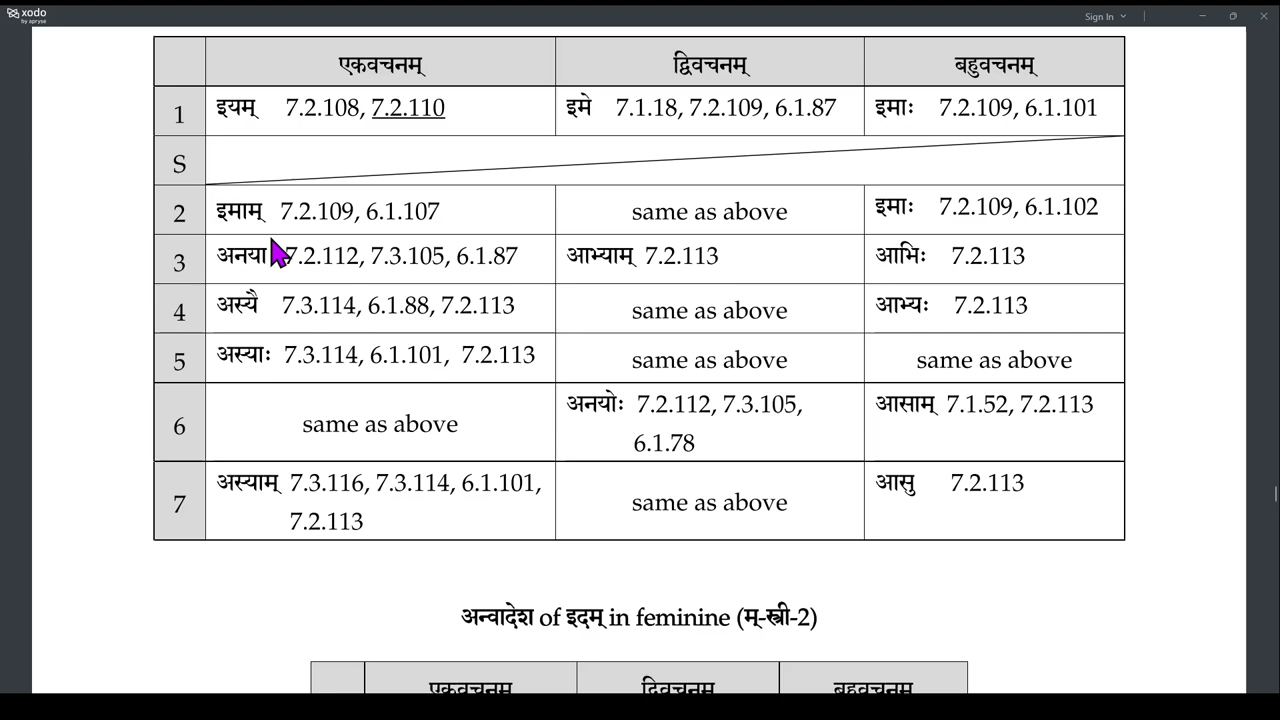 xodo
by apryse
Sign In
एकवचनम् द्विवचनम् बहुवचनम्
1 इयम् 7.2.108, 7.2.110 इमे 7.1.18, 7.2.109, 6.1.87 इमाः 7.2.109, 6.1.101
S
2 इमाम् 7.2.109, 6.1.107 same as above इमाः 7.2.109, 6.1.102
3 अनया 7.2.112, 7.3.105, 6.1.87 आभ्याम् 7.2.113 आभिः 7.2.113
4 अस्यै 7.3.114, 6.1.88, 7.2.113 same as above आभ्यः 7.2.113
5 अस्याः 7.3.114, 6.1.101, 7.2.113 same as above same as above
6 same as above अनयोः 7.2.112, 7.3.105, 6.1.78 आसाम् 7.1.52, 7.2.113
7 अस्याम् 7.3.116, 7.3.114, 6.1.101, 7.2.113 same as above आसु 7.2.113
अन्वादेश of इदम् in feminine (म्-स्त्री-2)
एकवचनम् द्विवचनम् बहुवचनम्